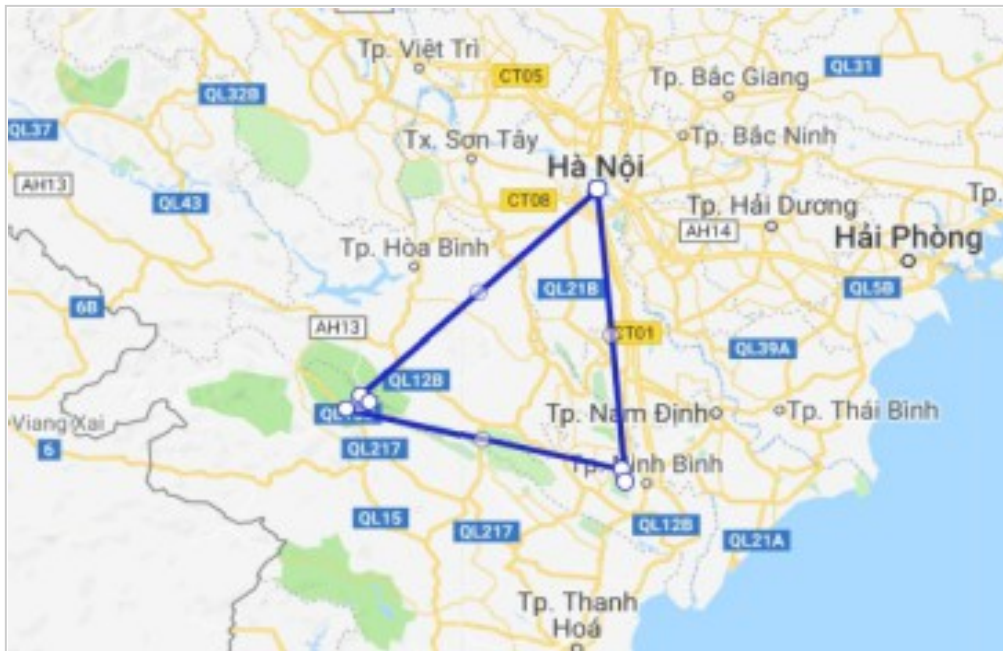 Tp. Việt Trì
CT05
QL31
Tp. Bắc Giang
QL32B
QL37
Tp. Bắc Ninh
Tx. Sơn Tây
Hà Nội
AH13
CT08
QL43
Tp. Hải Dương
Tp.
AH14
Hải Phòng
Tp. Hòa Bình
QL21B
QL5B
6B
AH13
CT01
QL39A
QL12B
Tp. Nam Định
Tp. Thái Bình
Viang Xai
6
QL217
Tp. Ninh Bình
QL15
QL217
QL12B
QL21A
Tp. Thanh
Hoá